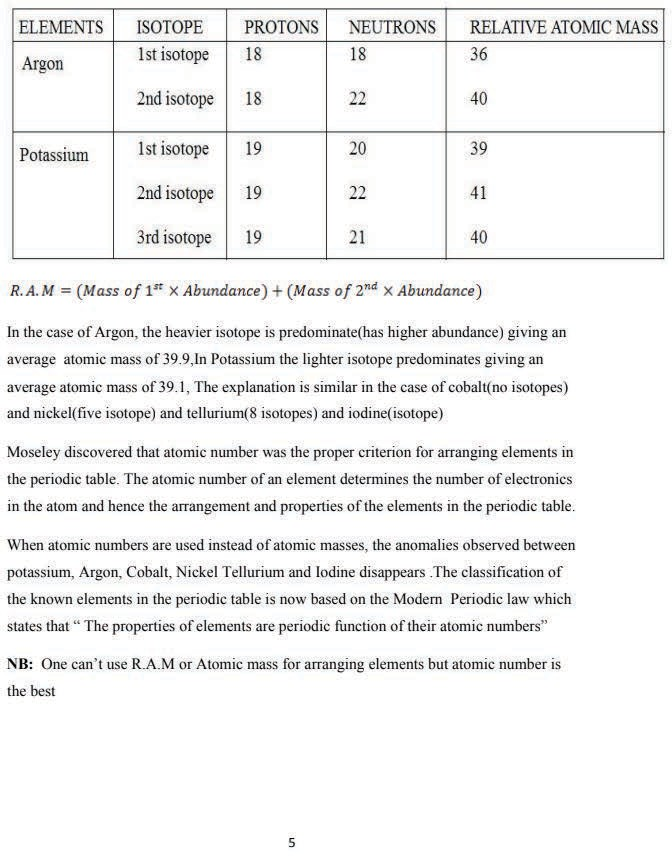 ELEMENTS ISOTOPE PROTONS NEUTRONS RELATIVE ATOMIC MASS
Argon 1st isotope 18 18 36
2nd isotope 18 22 40
Potassium 1st isotope 19 20 39
2nd isotope 19 22 41
3rd isotope 19 21 40
R.A.M = (Mass of 1ˢᵗ × Abundance) + (Mass of 2ⁿᵈ × Abundance)
In the case of Argon, the heavier isotope is predominate(has higher abundance) giving an
average atomic mass of 39.9,In Potassium the lighter isotope predominates giving an
average atomic mass of 39.1, The explanation is similar in the case of cobalt(no isotopes)
and nickel(five isotope) and tellurium(8 isotopes) and iodine(isotope)
Moseley discovered that atomic number was the proper criterion for arranging elements in
the periodic table. The atomic number of an element determines the number of electronics
in the atom and hence the arrangement and properties of the elements in the periodic table.
When atomic numbers are used instead of atomic masses, the anomalies observed between
potassium, Argon, Cobalt, Nickel Tellurium and Iodine disappears .The classification of
the known elements in the periodic table is now based on the Modern Periodic law which
states that “ The properties of elements are periodic function of their atomic numbers”
NB: One can’t use R.A.M or Atomic mass for arranging elements but atomic number is
the best
5